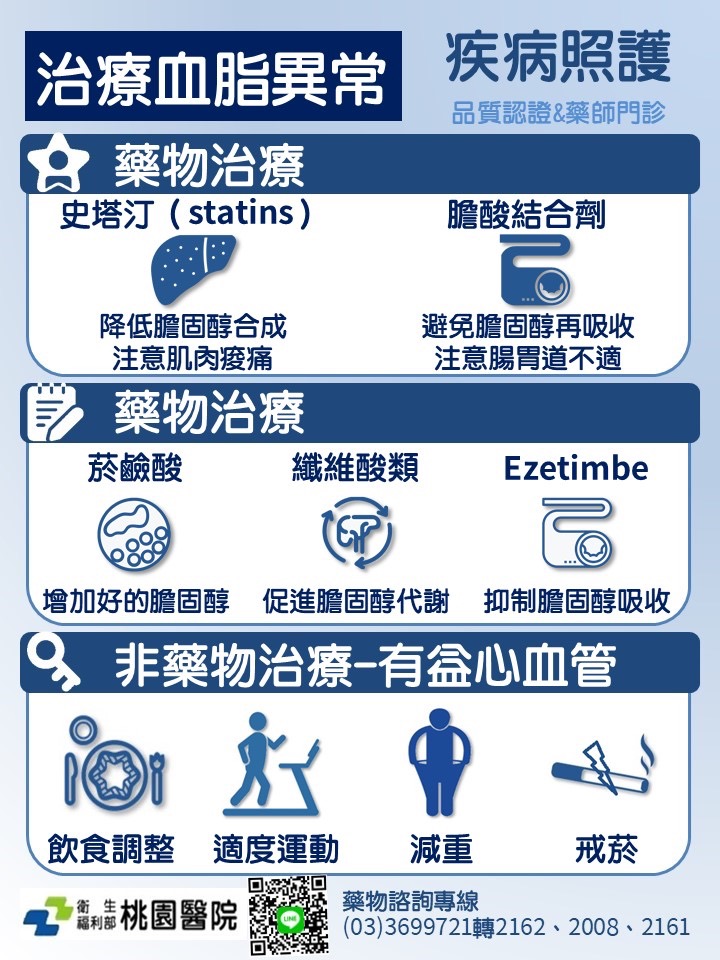 治療血脂異常
疾病照護
品質認證&藥師門診
藥物治療
史塔汀（statins）
膽酸結合劑
降低膽固醇合成
注意肌肉痠痛
避免膽固醇再吸收
注意腸胃道不適
藥物治療
菸鹼酸
纖維酸類
Ezetimbe
增加好的膽固醇
促進膽固醇代謝
抑制膽固醇吸收
非藥物治療-有益心血管
飲食調整
適度運動
減重
戒菸
衛生
福利部
桃園醫院
LINE
藥物諮詢專線
(03)3699721轉2162、2008、2161